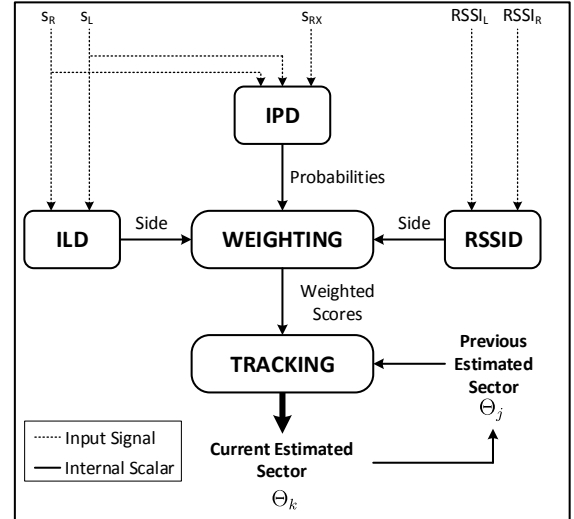 s_R s_L s_RX RSSI_L RSSI_R
IPD
Probabilities
ILD Side WEIGHTING Side RSSID
Weighted
Scores
TRACKING
Previous
Estimated
Sector
Θ_j
Input Signal
Internal Scalar
Current Estimated
Sector
Θ_k